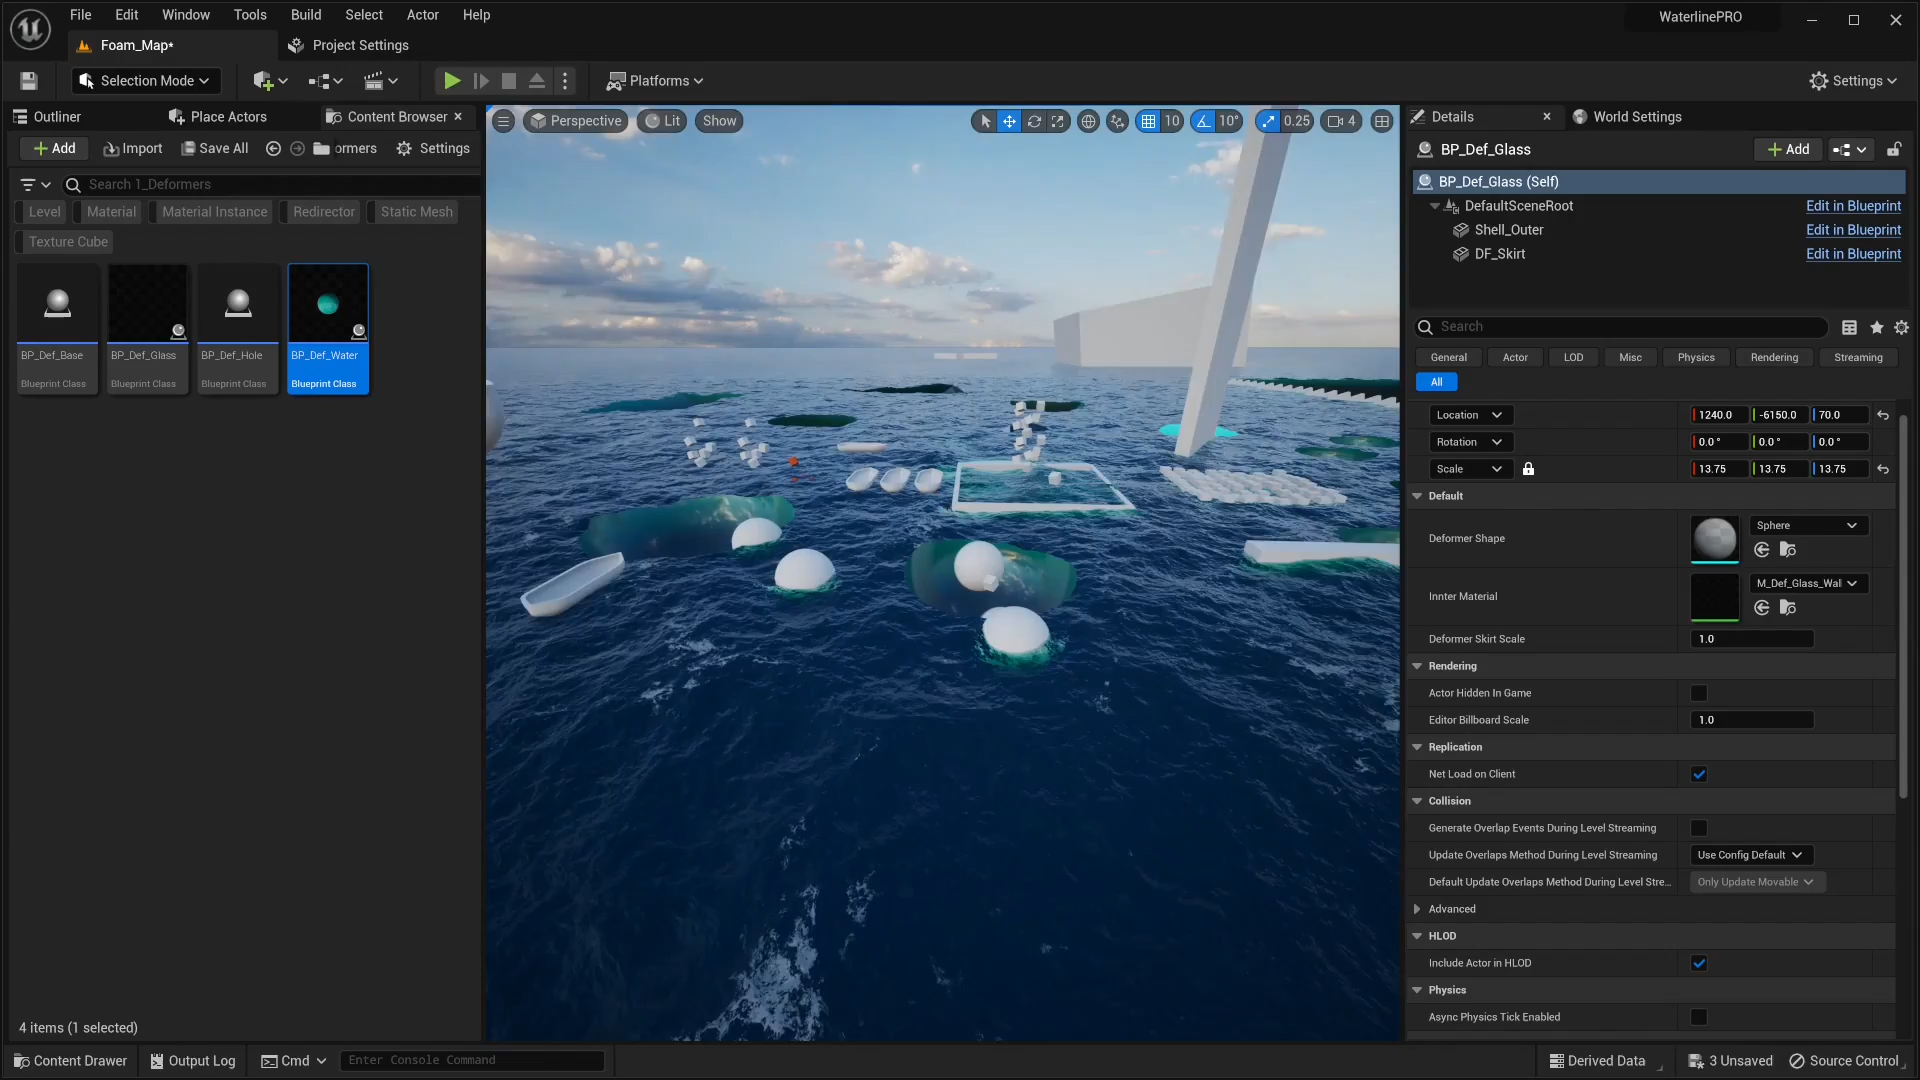 File Edit Window Tools Build Select Actor Help
WaterlinePRO
Foam_Map* Project Settings
Selection Mode
Platforms
Settings
Outliner Place Actors Content Browser
Add Import Save All ormers Settings
Search 1_Deformers
Level Material Material Instance Redirector Static Mesh
Texture Cube
BP_Def_Base BP_Def_Glass BP_Def_Hole BP_Def_Water
Blueprint Class Blueprint Class Blueprint Class Blueprint Class
4 items (1 selected)
Perspective Lit Show 10 10° 0.25 4
Details World Settings
BP_Def_Glass Add
BP_Def_Glass (Self)
DefaultSceneRoot Edit in Blueprint
Shell_Outer Edit in Blueprint
DF_Skirt Edit in Blueprint
Search
General Actor LOD Misc Physics Rendering Streaming
All
Location 1240.0 -6150.0 70.0
Rotation 0.0° 0.0° 0.0°
Scale 13.75 13.75 13.75
Default
Deformer Shape Sphere
Innter Material M_Def_Glass_Wal
Deformer Skirt Scale 1.0
Rendering
Actor Hidden In Game
Editor Billboard Scale 1.0
Replication
Net Load on Client
Collision
Generate Overlap Events During Level Streaming
Update Overlaps Method During Level Streaming Use Config Default
Default Update Overlaps Method During Level Stre... Only Update Movable
Advanced
HLOD
Include Actor in HLOD
Physics
Async Physics Tick Enabled
Content Drawer Output Log Cmd Enter Console Command
Derived Data 3 Unsaved Source Control